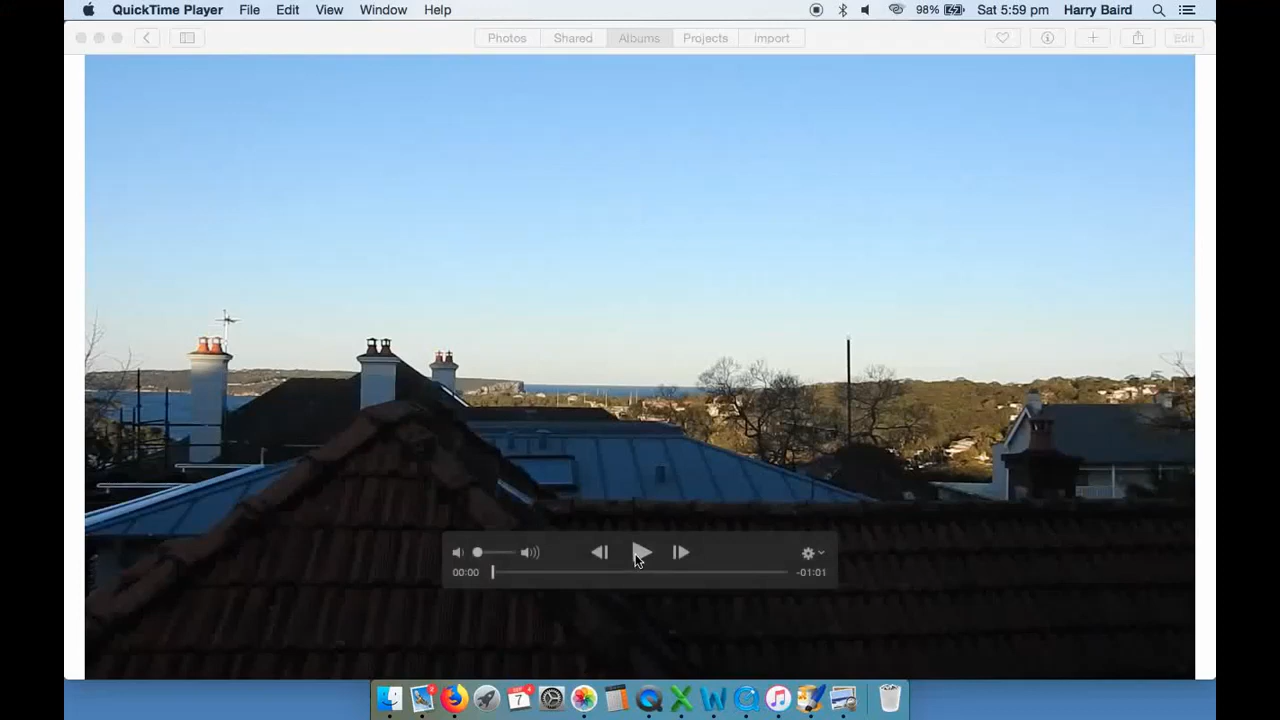 QuickTime Player File Edit View Window Help 98% Sat 5:59 pm Harry Baird
Photos Shared Albums Projects Import Edit
00:00 -01:01
7